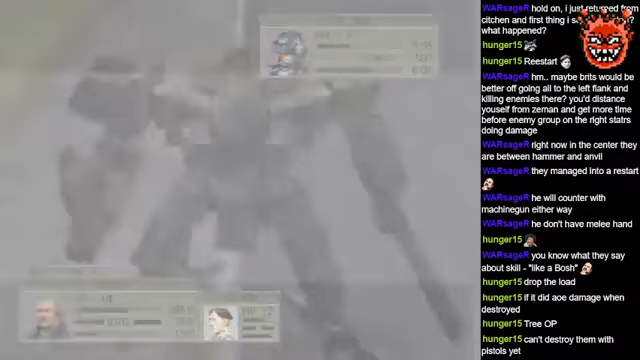 WARsageR hold on, i just returned from
citchen and first thing i s
what happened?
hunger15
hunger15 Reestart
WARsageR hm.. maybe brits would be
better off going all to the left flank and
killing enemies there? you'd distance
youself from zeman and get more time
before enemy group on the right statrs
doing damage
WARsageR right now in the center they
are between hammer and anvil
WARsageR they managed into a restart
WARsageR he will counter with
machinegun either way
WARsageR he don't have melee hand
hunger15
WARsageR you know what they say
about skill - "like a Bosh"
hunger15 drop the load
hunger15 if it did aoe damage when
destroyed
hunger15 Tree OP
hunger15 can't destroy them with
pistols yet